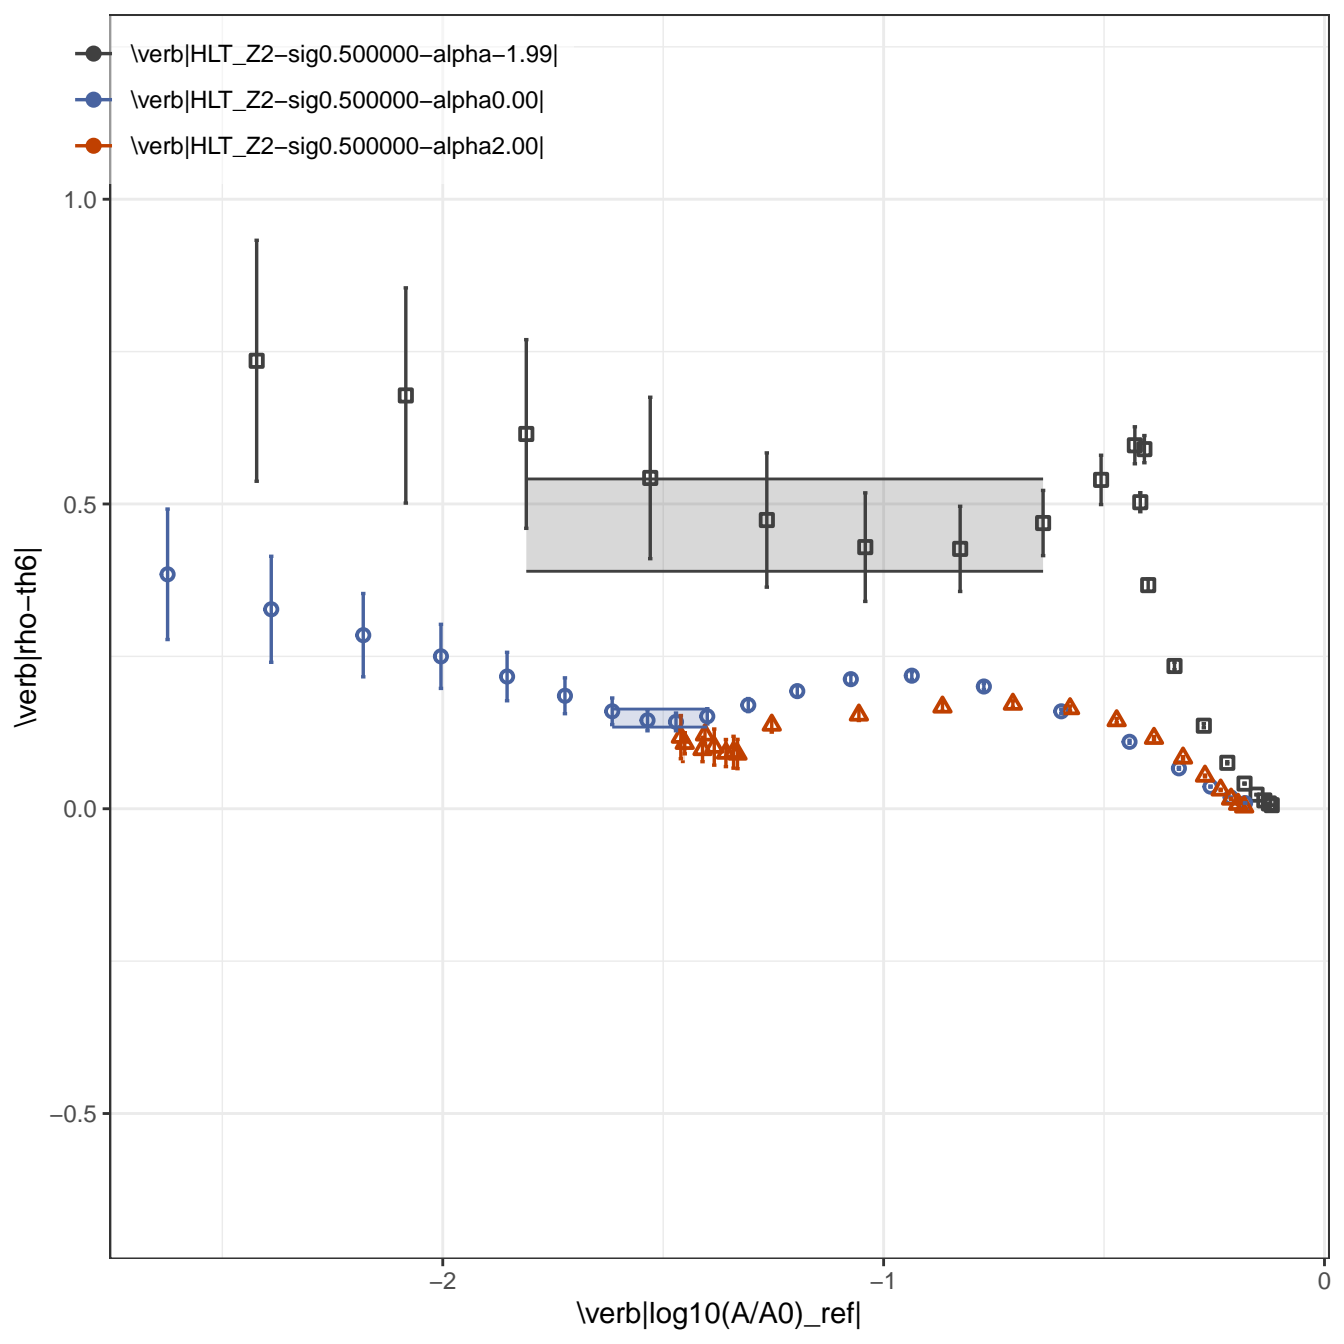 \verb|HLT_Z2−sig0.500000−alpha−1.99|
\verb|HLT_Z2−sig0.500000−alpha0.00|
\verb|HLT_Z2−sig0.500000−alpha2.00|
1.0
0.5
0.0
−0.5
\verb|rho−th6|
−2
−1
0
\verb|log10(A/A0)_ref|